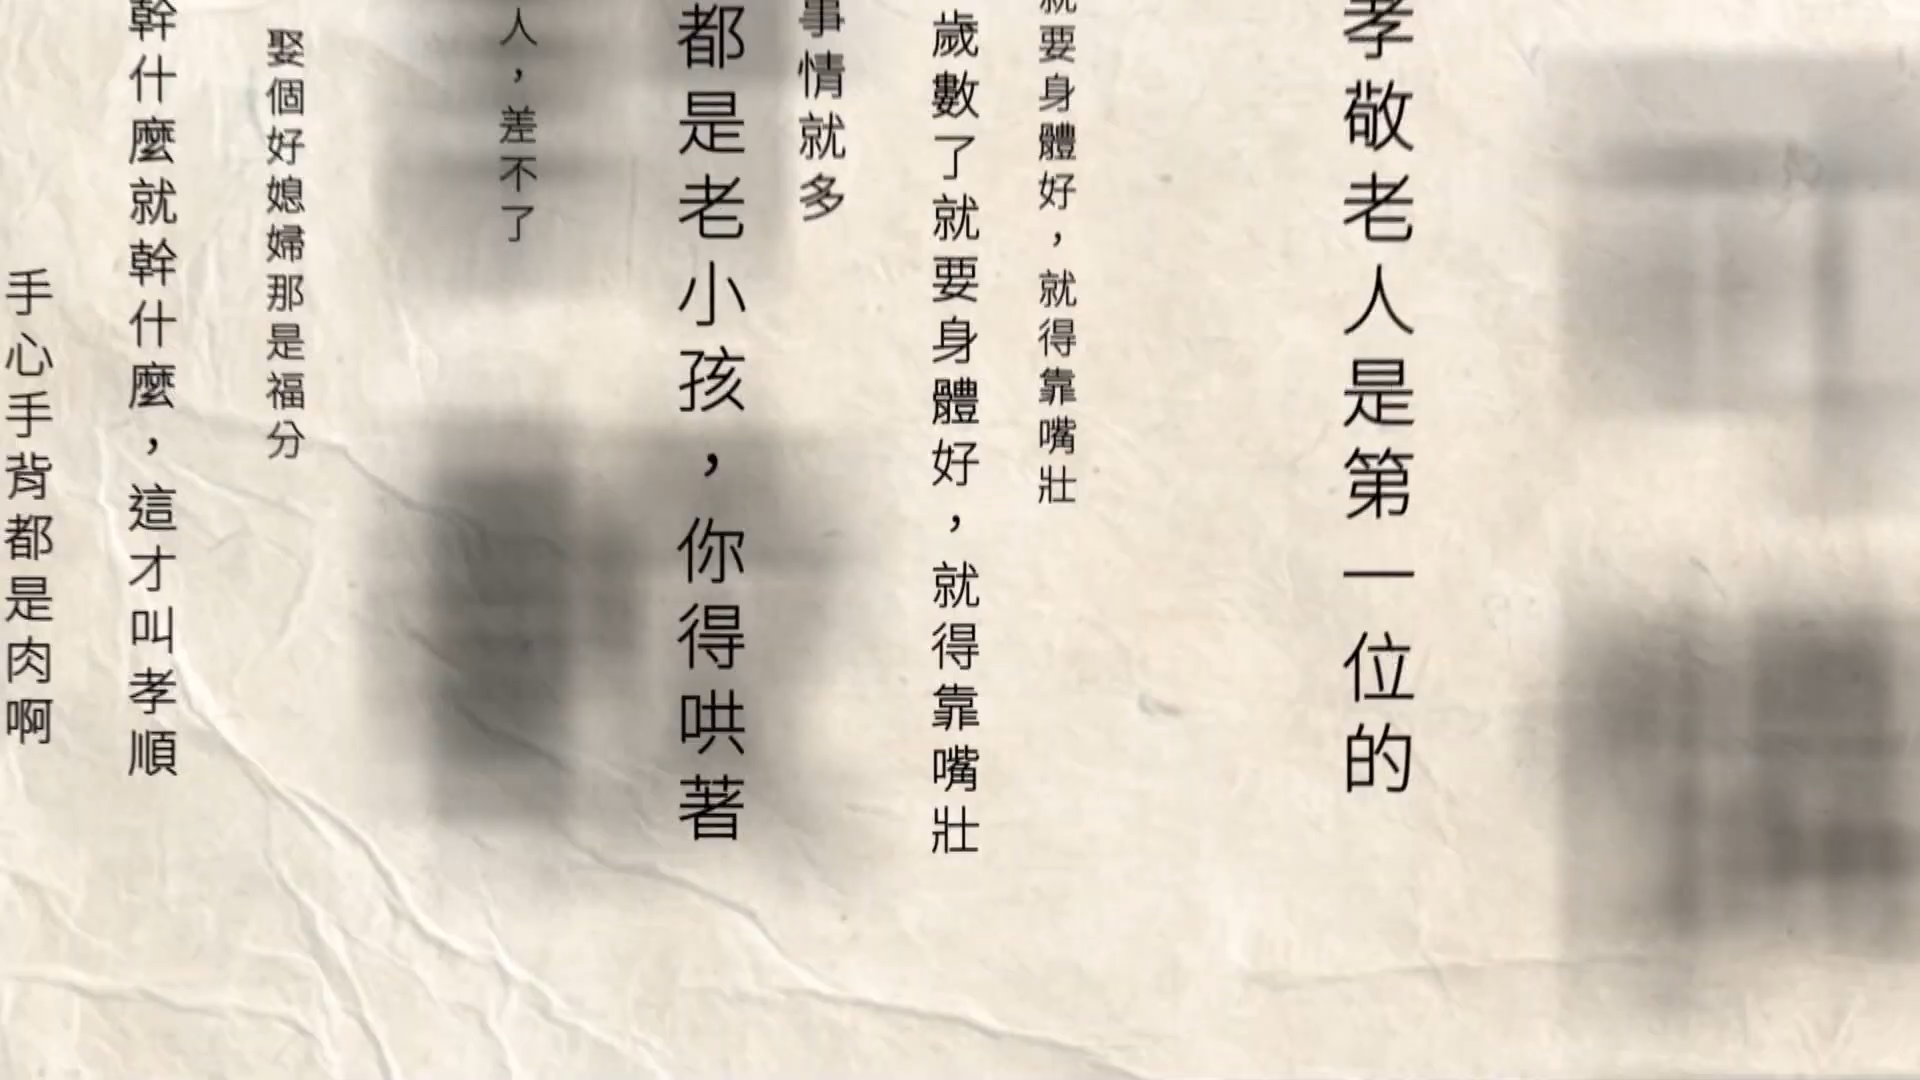 孝敬老人是第一位的
就要身體好，就得靠嘴壯
歲數了就要身體好，就得靠嘴壯
事情就多
都是老小孩，你得哄著
人，差不了
娶個好媳婦那是福分
幹什麼就幹什麼，這才叫孝順
手心手背都是肉啊